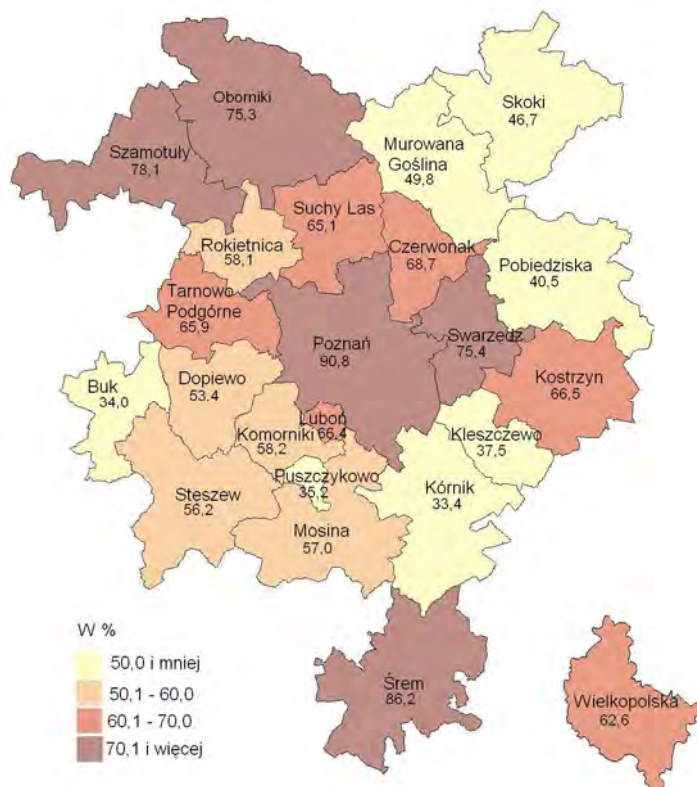 Oborniki
75,3
Skoki
46,7
Szamotuły
78,1
Murowana
Goślina
49,8
Suchy Las
65,1
Rokietnica
58,1
Czerwonak
68,7
Pobiedziska
40,5
Tarnowo
Podgórne
65,9
Poznań
90,8
Swarzędz
75,4
Kostrzyn
66,5
Buk
34,0
Dopiewo
53,4
Luboń
66,4
Komorniki
58,2
Kleszczewo
37,5
Puszczykowo
35,2
Stęszew
56,2
Kórnik
33,4
Mosina
57,0
W %
50,0 i mniej
50,1 - 60,0
60,1 - 70,0
70,1 i więcej
Śrem
86,2
Wielkopolska
62,6